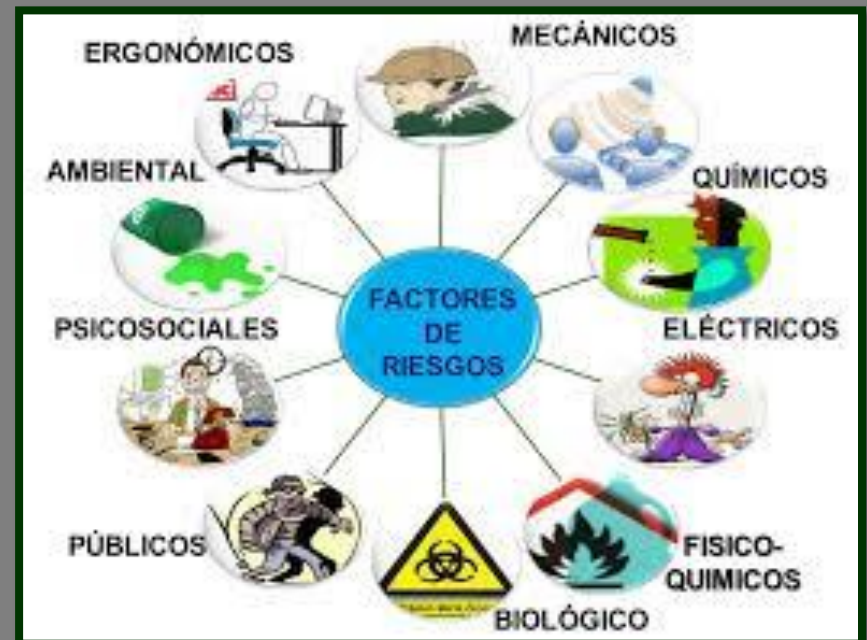 MECÁNICOS
ERGONÓMICOS
AMBIENTAL
QUÍMICOS
FACTORES
DE
RIESGOS
PSICOSOCIALES
ELÉCTRICOS
PÚBLICOS
FISICO-
QUIMICOS
BIOLÓGICO